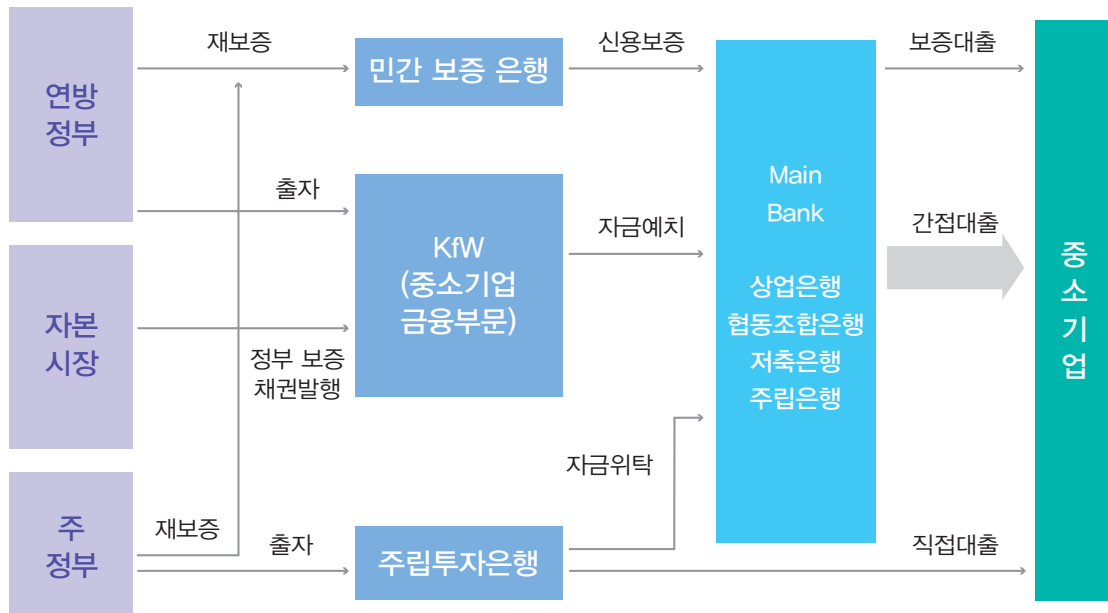 연방
정부
재보증
민간 보증 은행
신용보증
보증대출
출자
KfW
(중소기업
금융부문)
자금예치
Main
Bank
상업은행
협동조합은행
저축은행
주립은행
간접대출
중
소
기
업
자본
시장
정부 보증
채권발행
주
정부
재보증
출자
주립투자은행
자금위탁
직접대출